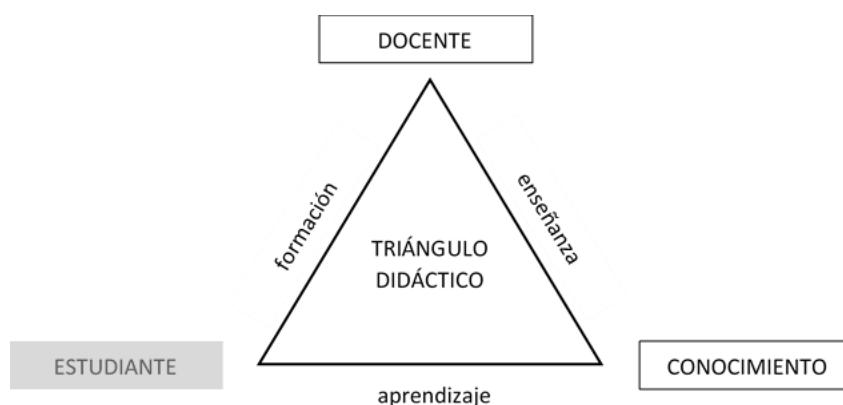 DOCENTE
formación
enseñanza
TRIÁNGULO
DIDÁCTICO
ESTUDIANTE
CONOCIMIENTO
aprendizaje